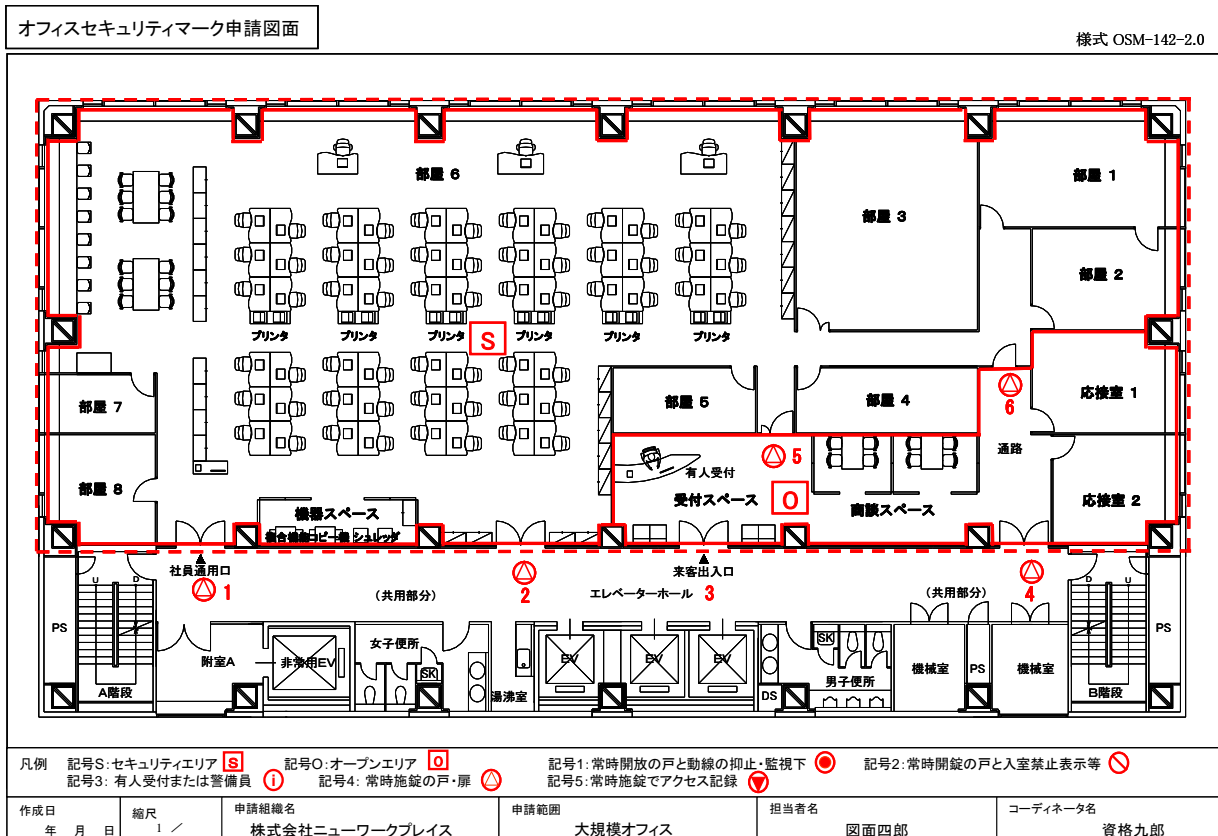 オフィスセキュリティマーク申請図面
様式 OSM-142-2.0
部屋 6
部屋 1
部屋 3
部屋 2
プリンタ プリンタ プリンタ プリンタ プリンタ プリンタ
S
部屋 7
部屋 5
部屋 4
6
応接室 1
通路
5
有人受付
部屋 8
受付スペース
O
商談スペース
応接室 2
機器スペース
コピー機 シュレッダ
社員通用口
1
2
来客出入口
エレベーターホール
3
4
(共用部分)
(共用部分)
U D
D U
PS
PS
附室A
非常用EV
女子便所
SK
湯沸室
EV EV EV
SK
男子便所
DS
機械室
PS
機械室
A階段
B階段
凡例 記号S:セキュリティエリア S 記号O:オープンエリア O 記号1:常時開放の戸と動線の抑止・監視下 記号2:常時開錠の戸と入室禁止表示等
記号3: 有人受付または警備員 i 記号4: 常時施錠の戸・扉 記号5:常時施錠でアクセス記録
作成日 縮尺 申請組織名 申請範囲 担当者名 コーディネータ名
年 月 日 1 ／ 株式会社ニューワークプレイス 大規模オフィス 図面四郎 資格九郎